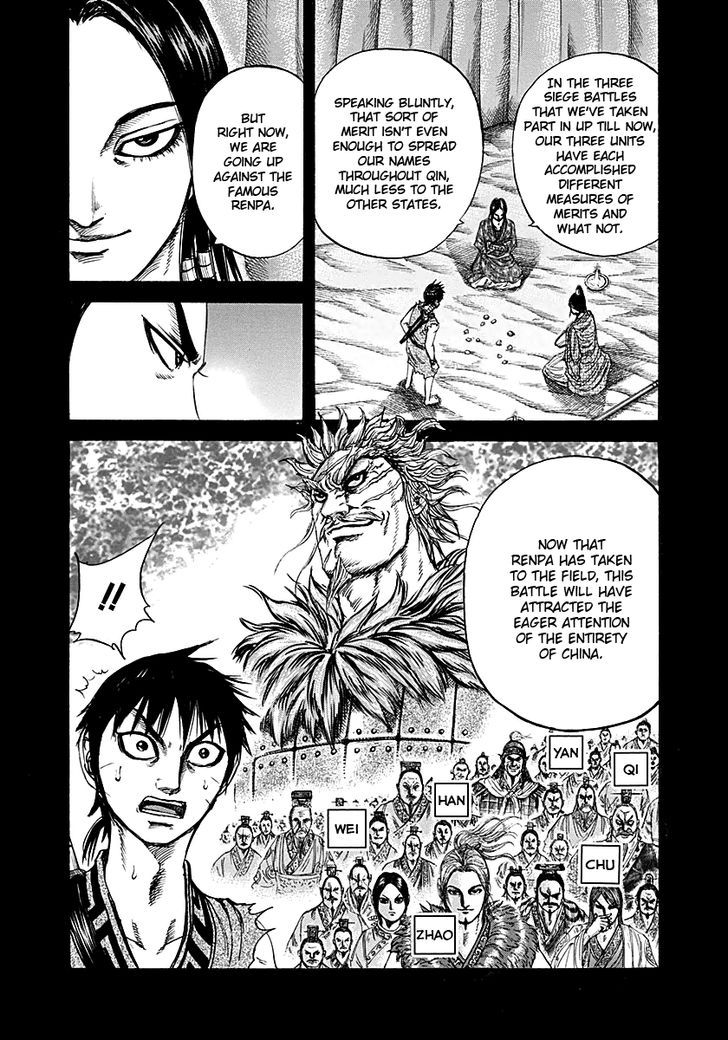 IN THE THREE
SIEGE BATTLES
THAT WE'VE TAKEN
PART IN UP TILL NOW,
OUR THREE UNITS
HAVE EACH
ACCOMPLISHED
DIFFERENT
MEASURES OF
MERITS AND
WHAT NOT.
SPEAKING BLUNTLY,
THAT SORT OF
MERIT ISN'T EVEN
ENOUGH TO SPREAD
OUR NAMES
THROUGHOUT QIN,
MUCH LESS TO THE
OTHER STATES.
BUT
RIGHT NOW,
WE ARE
GOING UP
AGAINST THE
FAMOUS
RENPA.
NOW THAT
RENPA HAS TAKEN
TO THE FIELD, THIS
BATTLE WILL HAVE
ATTRACTED THE
EAGER ATTENTION
OF THE ENTIRETY
OF CHINA.
!!
YAN
QI
HAN
WEI
CHU
ZHAO